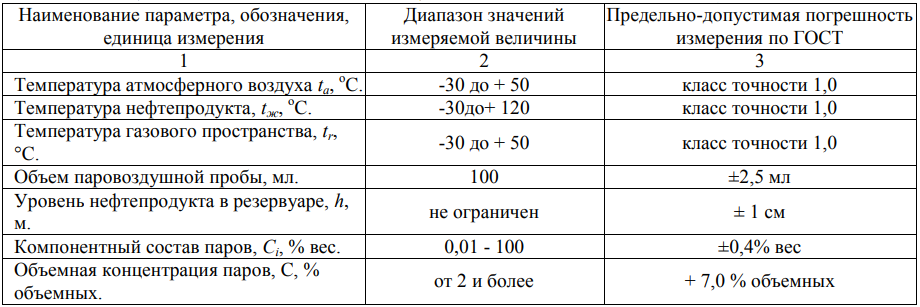 Наименование параметра, обозначения, Диапазон значений Предельно-допустимая погрешность
единица измерения измеряемой величины измерения по ГОСТ
1 2 3
Температура атмосферного воздуха tа, °С. -30 до + 50 класс точности 1,0
Температура нефтепродукта, tж, °С. -30до+ 120 класс точности 1,0
Температура газового пространства, tг,
°С. -30 до + 50 класс точности 1,0
Объем паровоздушной пробы, мл. 100 ±2,5 мл
Уровень нефтепродукта в резервуаре, h,
м. не ограничен ± 1 см
Компонентный состав паров, Ci, % вес. 0,01 - 100 ±0,4% вес
Объемная концентрация паров, С, %
объемных. от 2 и более + 7,0 % объемных